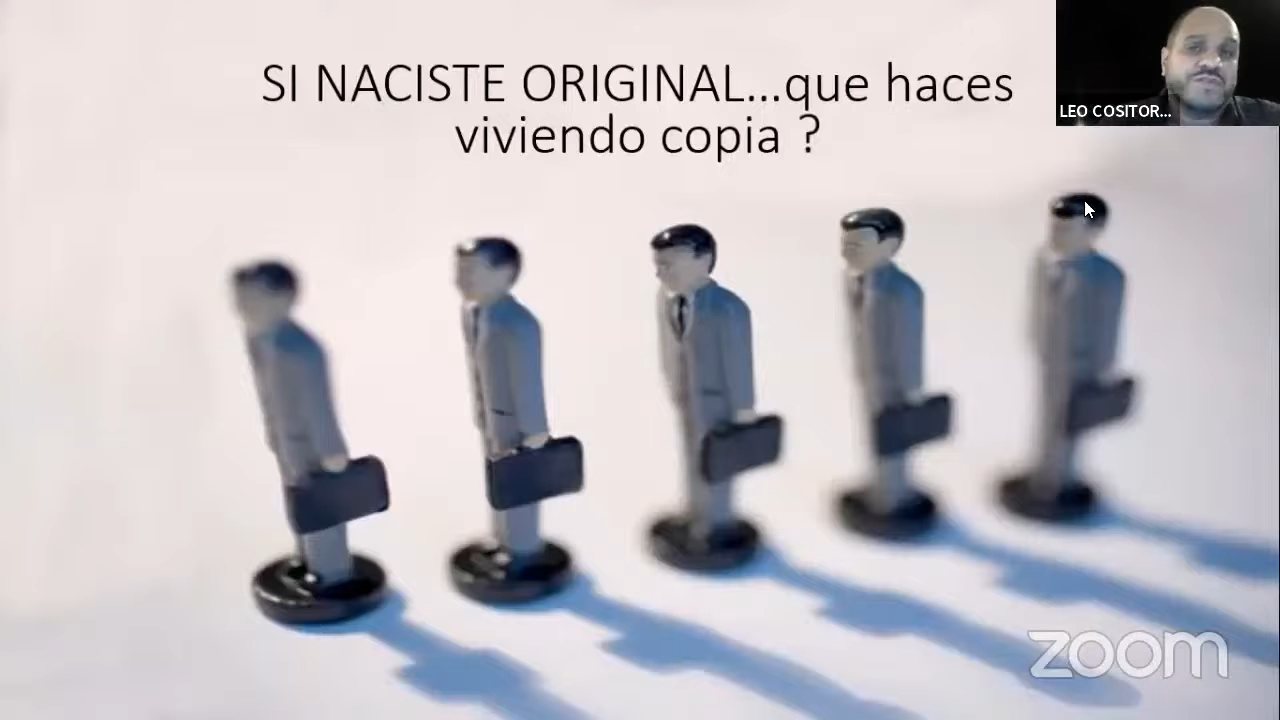 SI NACISTE ORIGINAL...que haces
viviendo copia ?
LEO COSITOR...
zoom